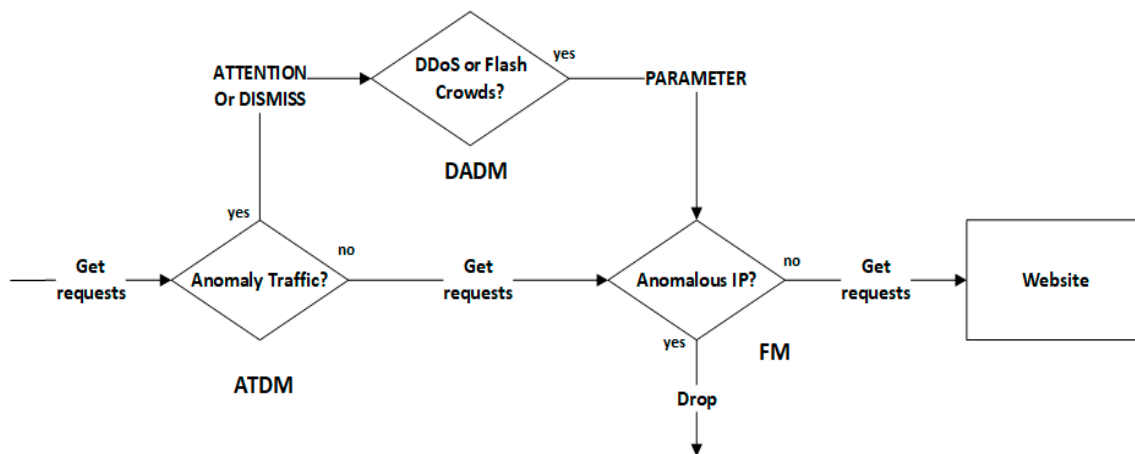 yes
DDoS or Flash
Crowds?
ATTENTION
Or DISMISS
PARAMETER
DADM
yes
no
no
Get
requests
Anomaly Traffic?
Get
requests
Anomalous IP?
Get
requests
Website
yes
FM
ATDM
Drop